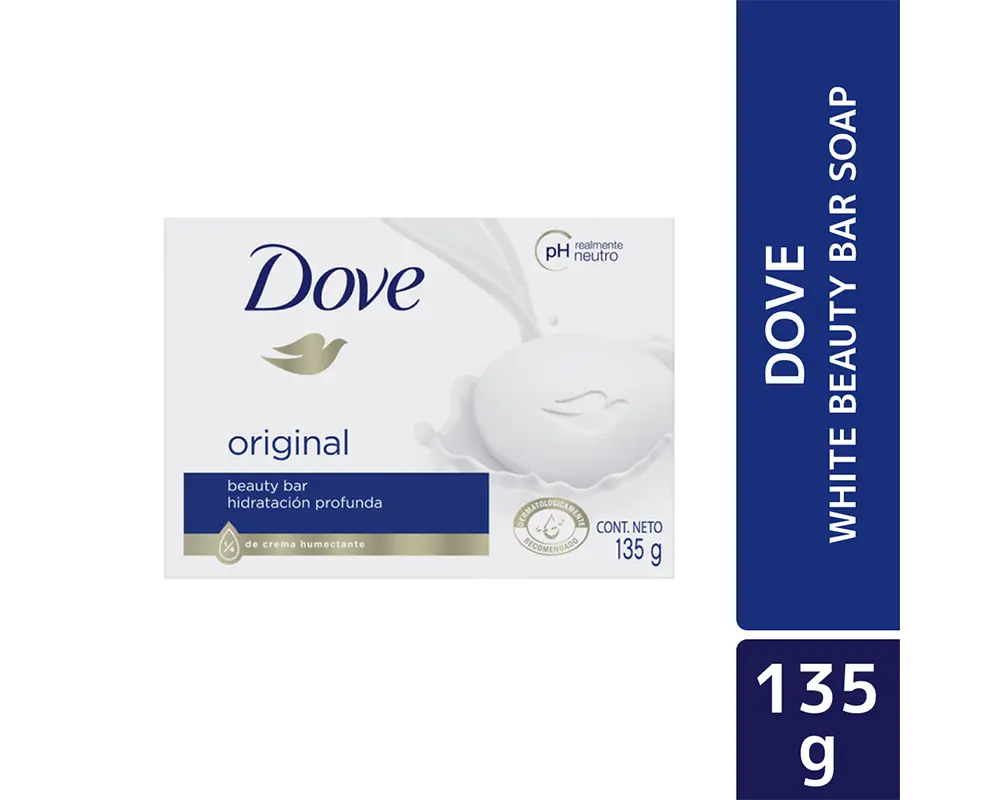 Dove
pH realmente
neutro
original
beauty bar
hidratación profunda
1/4 de crema humectante
DERMATOLÓGICAMENTE
RECOMENDADO
CONT. NETO
135 g
DOVE
WHITE BEAUTY BAR SOAP
135
g